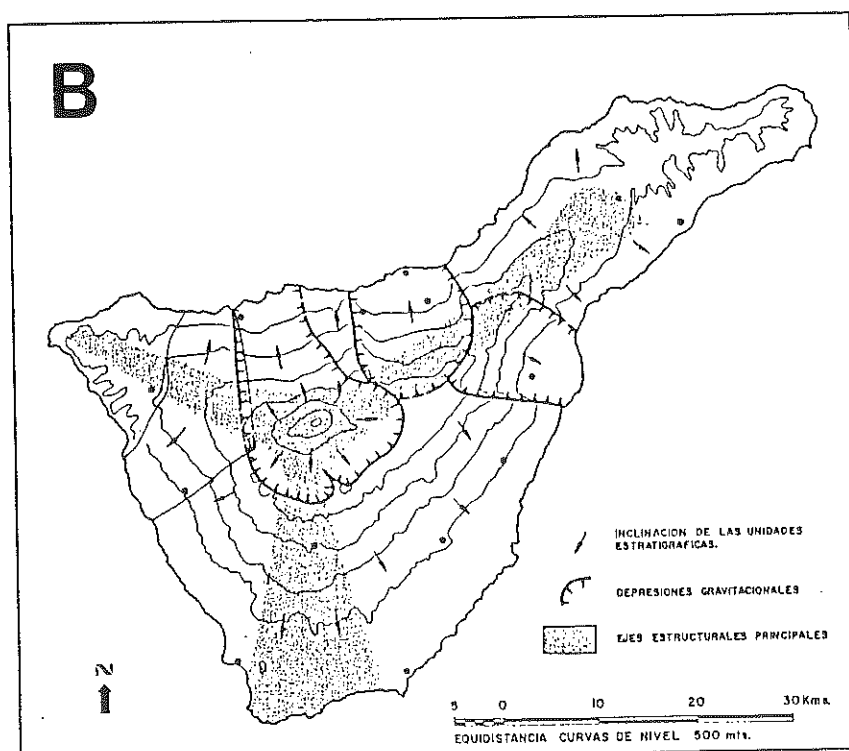 B
INCLINACION DE LAS UNIDADES
ESTRATIGRAFICAS.
DEPRESIONES GRAVITACIONALES
EJES ESTRUCTURALES PRINCIPALES
N
5 0 10 20 30 Kms.
EQUIDISTANCIA CURVAS DE NIVEL 500 mts.